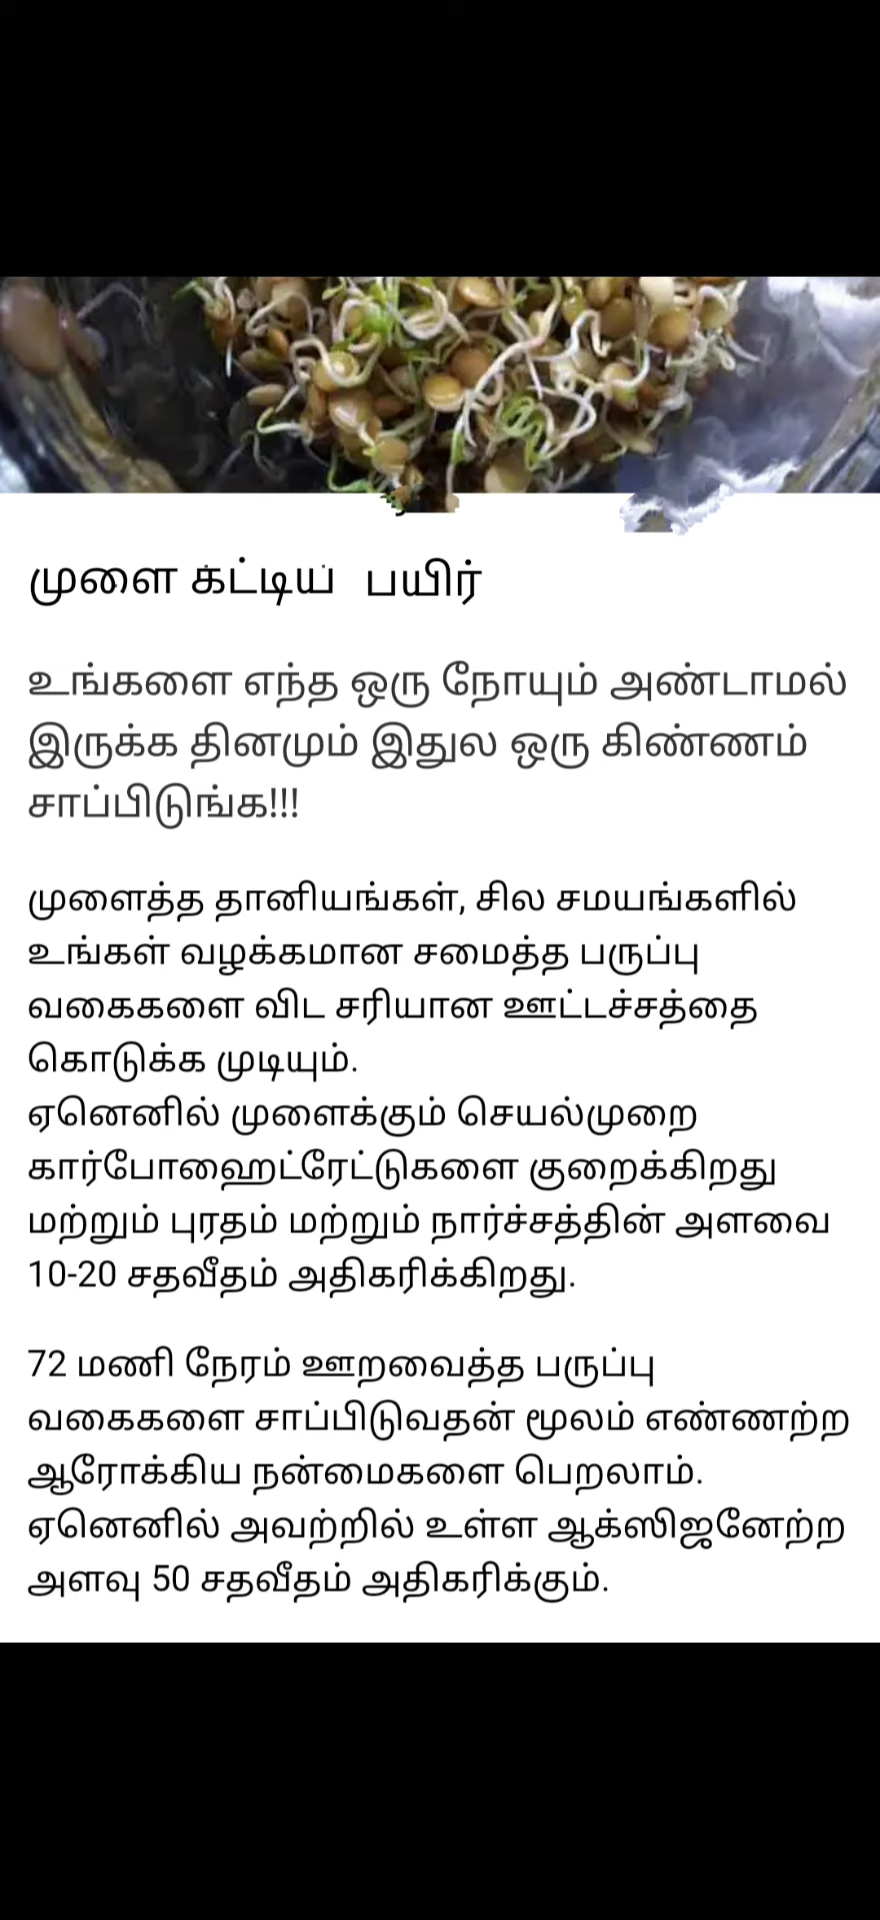 முளை கட்டிய பயிர்
உங்களை எந்த ஒரு நோயும் அண்டாமல்
இருக்க தினமும் இதுல ஒரு கிண்ணம்
சாப்பிடுங்க!!!
முளைத்த தானியங்கள், சில சமயங்களில்
உங்கள் வழக்கமான சமைத்த பருப்பு
வகைகளை விட சரியான ஊட்டச்சத்தை
கொடுக்க முடியும்.
ஏனெனில் முளைக்கும் செயல்முறை
கார்போஹைட்ரேட்டுகளை குறைக்கிறது
மற்றும் புரதம் மற்றும் நார்ச்சத்தின் அளவை
10-20 சதவீதம் அதிகரிக்கிறது.
72 மணி நேரம் ஊறவைத்த பருப்பு
வகைகளை சாப்பிடுவதன் மூலம் எண்ணற்ற
ஆரோக்கிய நன்மைகளை பெறலாம்.
ஏனெனில் அவற்றில் உள்ள ஆக்ஸிஜனேற்ற
அளவு 50 சதவீதம் அதிகரிக்கும்.